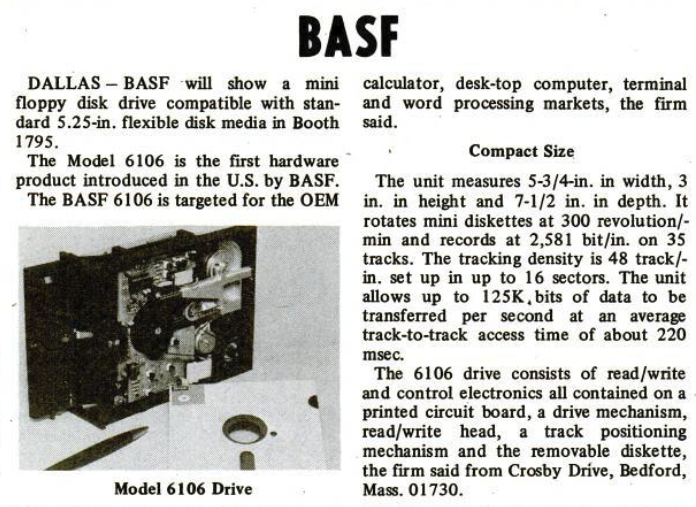 BASF
DALLAS – BASF will show a mini
floppy disk drive compatible with stan-
dard 5.25-in. flexible disk media in Booth
1795.
The Model 6106 is the first hardware
product introduced in the U.S. by BASF.
The BASF 6106 is targeted for the OEM
Model 6106 Drive
calculator, desk-top computer, terminal
and word processing markets, the firm
said.
Compact Size
The unit measures 5-3/4-in. in width, 3
in. in height and 7-1/2 in. in depth. It
rotates mini diskettes at 300 revolution/-
min and records at 2,581 bit/in. on 35
tracks. The tracking density is 48 track/-
in. set up in up to 16 sectors. The unit
allows up to 125K bits of data to be
transferred per second at an average
track-to-track access time of about 220
msec.
The 6106 drive consists of read/write
and control electronics all contained on a
printed circuit board, a drive mechanism,
read/write head, a track positioning
mechanism and the removable diskette,
the firm said from Crosby Drive, Bedford,
Mass. 01730.